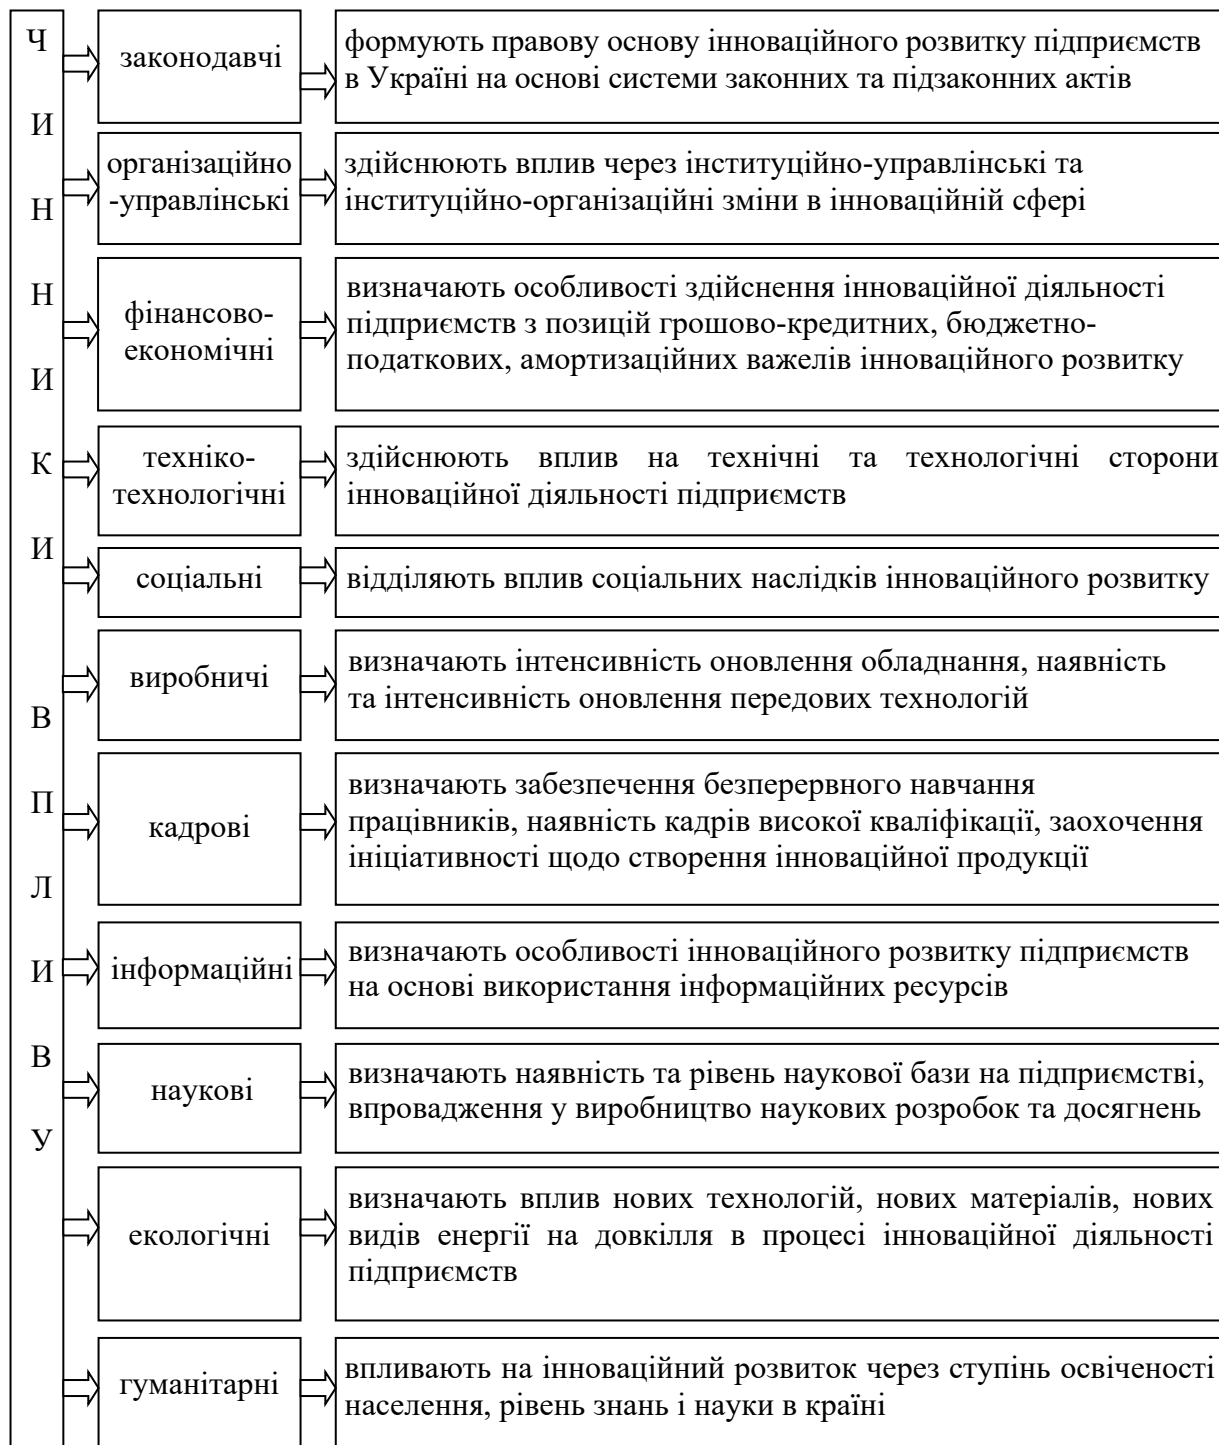 ЧИННИКИ ВПЛИВУ
законодавчі
формують правову основу інноваційного розвитку підприємств
в Україні на основі системи законних та підзаконних актів
організаційно
-управлінські
здійснюють вплив через інституційно-управлінські та
інституційно-організаційні зміни в інноваційній сфері
фінансово-
економічні
визначають особливості здійснення інноваційної діяльності
підприємств з позицій грошово-кредитних, бюджетно-
податкових, амортизаційних важелів інноваційного розвитку
техніко-
технологічні
здійснюють вплив на технічні та технологічні сторони
інноваційної діяльності підприємств
соціальні
відділяють вплив соціальних наслідків інноваційного розвитку
виробничі
визначають інтенсивність оновлення обладнання, наявність
та інтенсивність оновлення передових технологій
кадрові
визначають забезпечення безперервного навчання
працівників, наявність кадрів високої кваліфікації, заохочення
ініціативності щодо створення інноваційної продукції
інформаційні
визначають особливості інноваційного розвитку підприємств
на основі використання інформаційних ресурсів
наукові
визначають наявність та рівень наукової бази на підприємстві,
впровадження у виробництво наукових розробок та досягнень
екологічні
визначають вплив нових технологій, нових матеріалів, нових
видів енергії на довкілля в процесі інноваційної діяльності
підприємств
гуманітарні
впливають на інноваційний розвиток через ступінь освіченості
населення, рівень знань і науки в країні